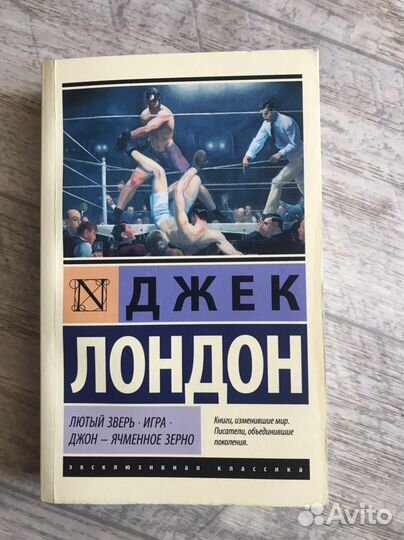 N
ДЖЕК
ЛОНДОН
ЛЮТЫЙ ЗВЕРЬ · ИГРА ·
ДЖОН – ЯЧМЕННОЕ ЗЕРНО
Книги, изменившие мир.
Писатели, объединившие
поколения.
эксклюзивная классика
Avito